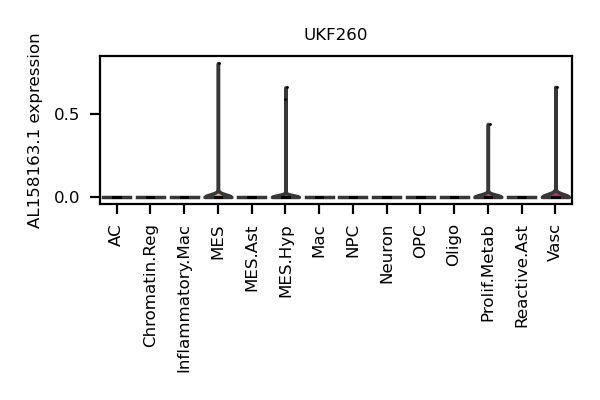 UKF260
AL158163.1 expression
0.5
0.0
AC
Chromatin.Reg
Inflammatory.Mac
MES
MES.Ast
MES.Hyp
Mac
NPC
Neuron
OPC
Oligo
Prolif.Metab
Reactive.Ast
Vasc